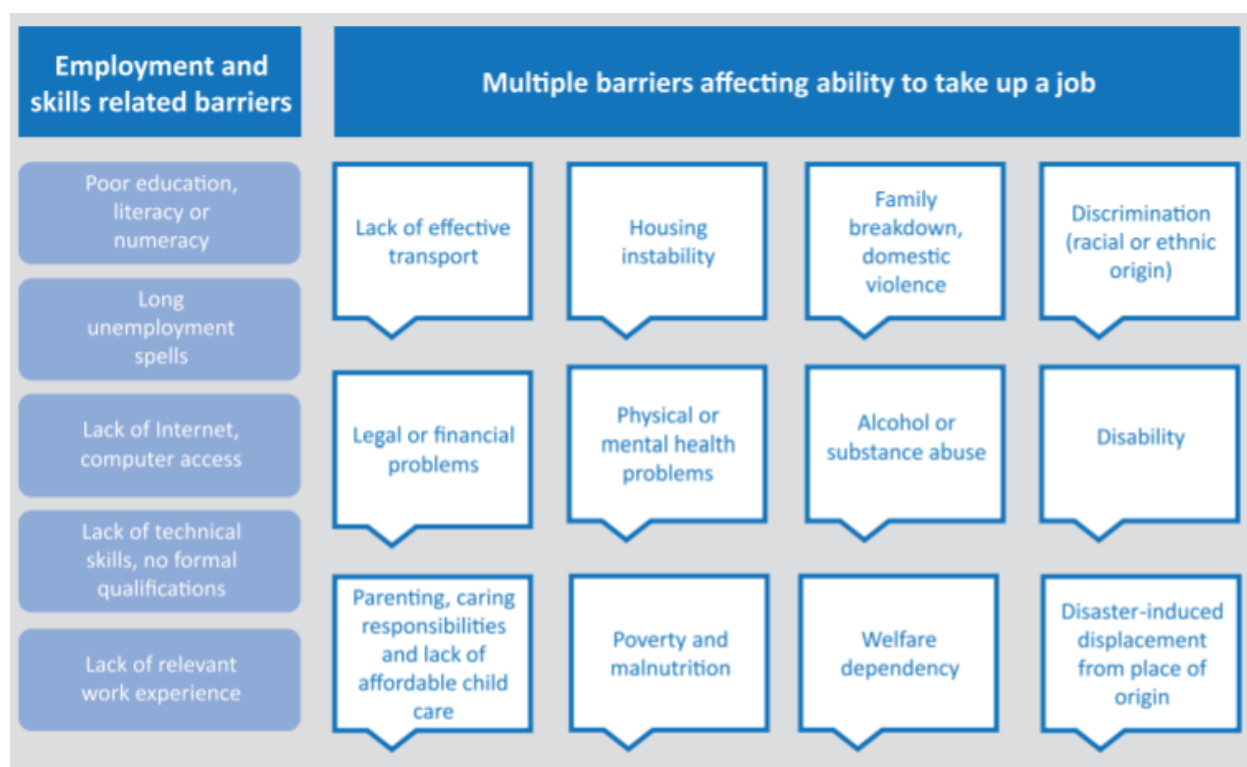 Employment and
skills related barriers
Poor education,
literacy or
numeracy
Long
unemployment
spells
Lack of Internet,
computer access
Lack of technical
skills, no formal
qualifications
Lack of relevant
work experience
Multiple barriers affecting ability to take up a job
Lack of effective
transport
Housing
instability
Family
breakdown,
domestic
violence
Discrimination
(racial or ethnic
origin)
Legal or financial
problems
Physical or
mental health
problems
Alcohol or
substance abuse
Disability
Parenting, caring
responsibilities
and lack of
affordable child
care
Poverty and
malnutrition
Welfare
dependency
Disaster-induced
displacement
from place of
origin